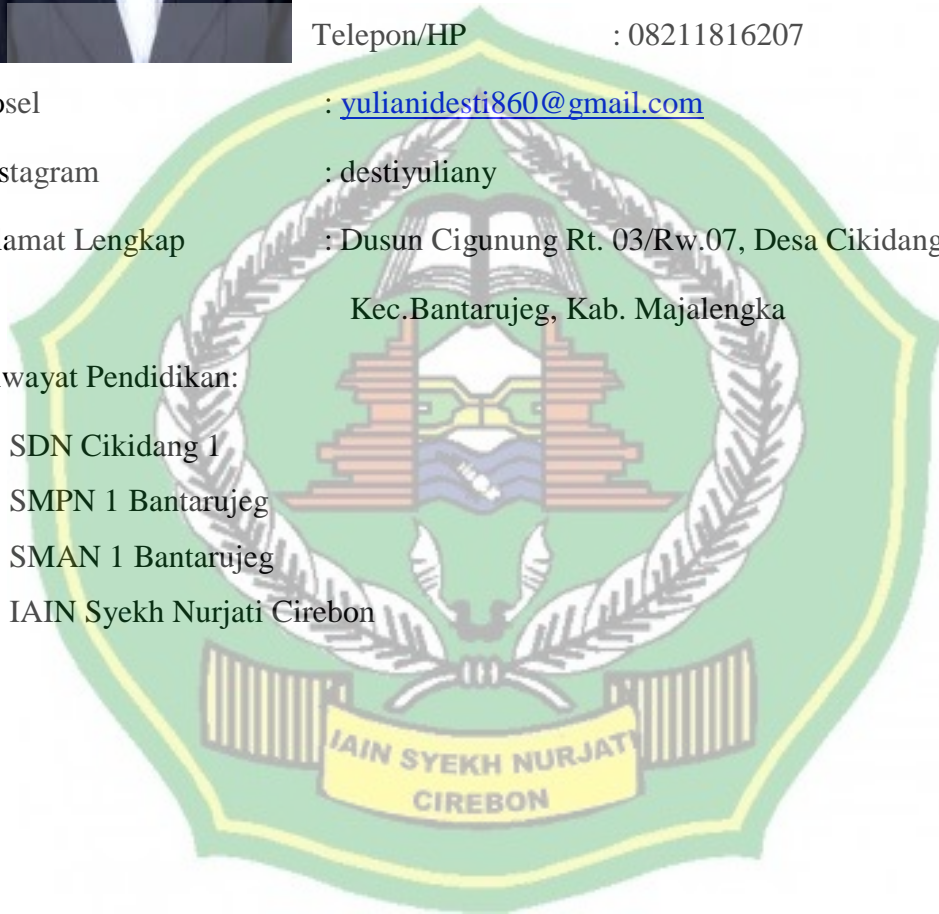 Telepon/HP : 08211816207
osel : yulianidesti860@gmail.com
stagram : destiyuliany
lamat Lengkap : Dusun Cigunung Rt. 03/Rw.07, Desa Cikidang
Kec.Bantarujeg, Kab. Majalengka
wayat Pendidikan:
SDN Cikidang 1
SMPN 1 Bantarujeg
SMAN 1 Bantarujeg
IAIN Syekh Nurjati Cirebon
IAIN SYEKH NURJATI
CIREBON